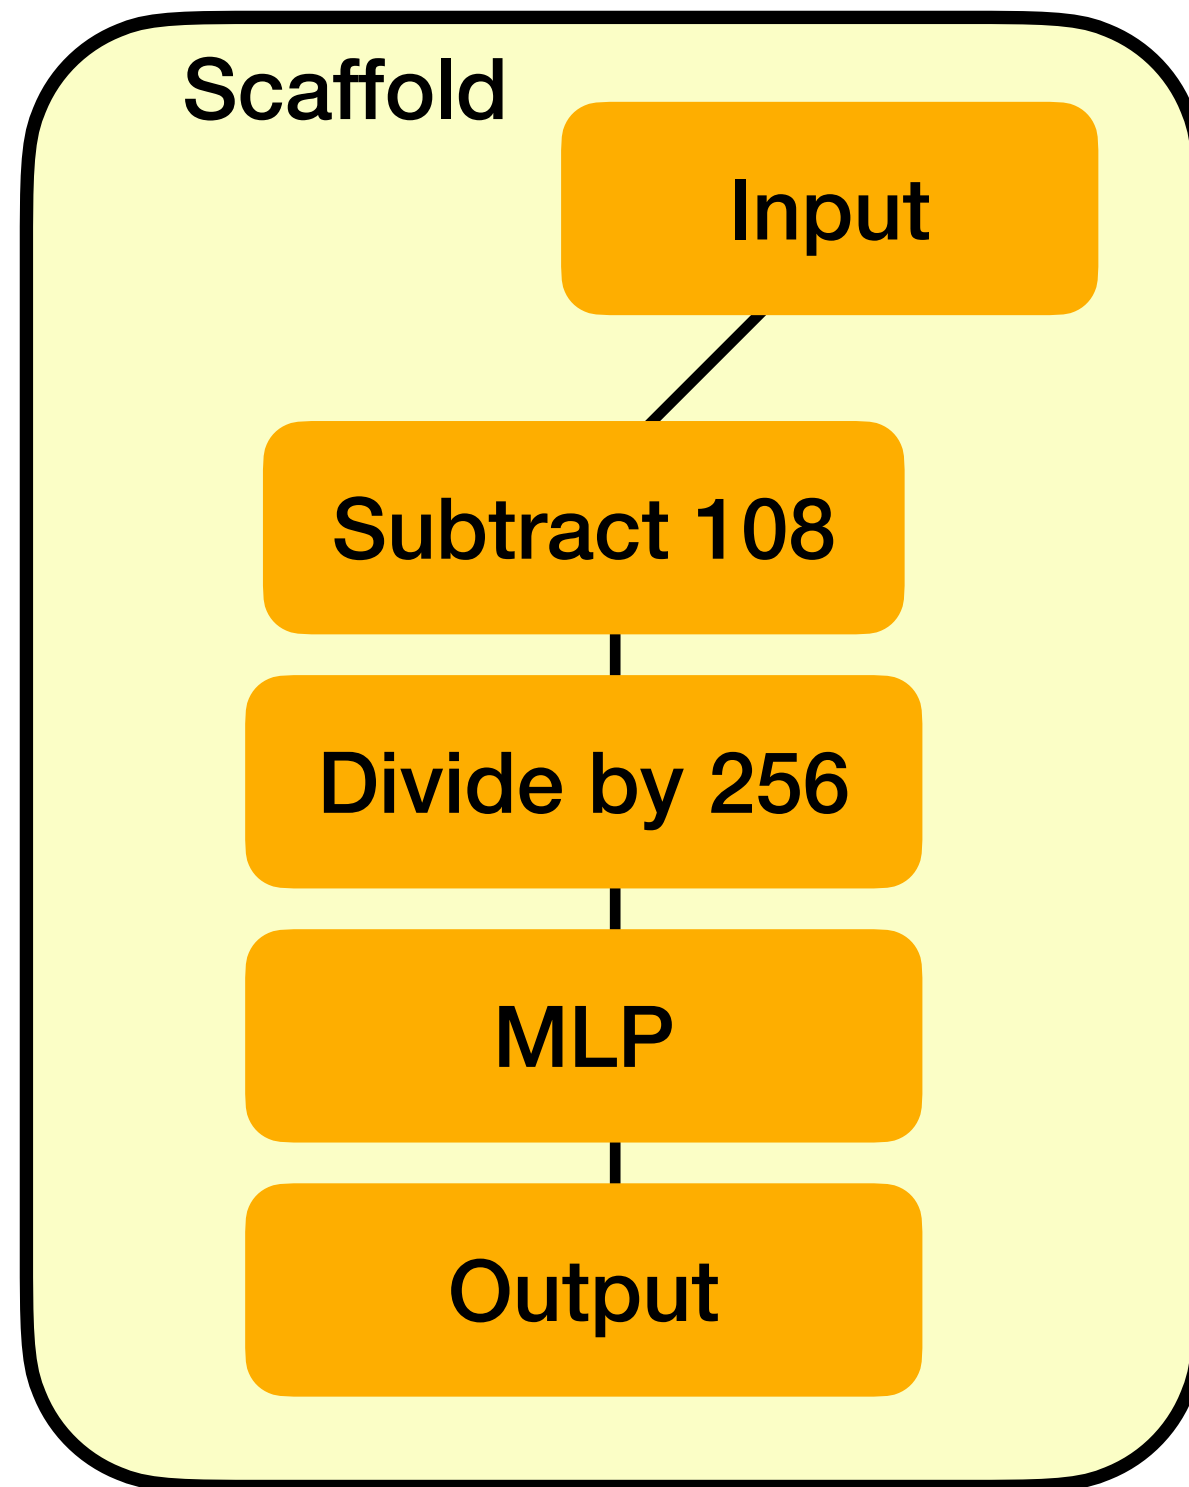 Scaffold
Input
Subtract 108
Divide by 256
MLP
Output